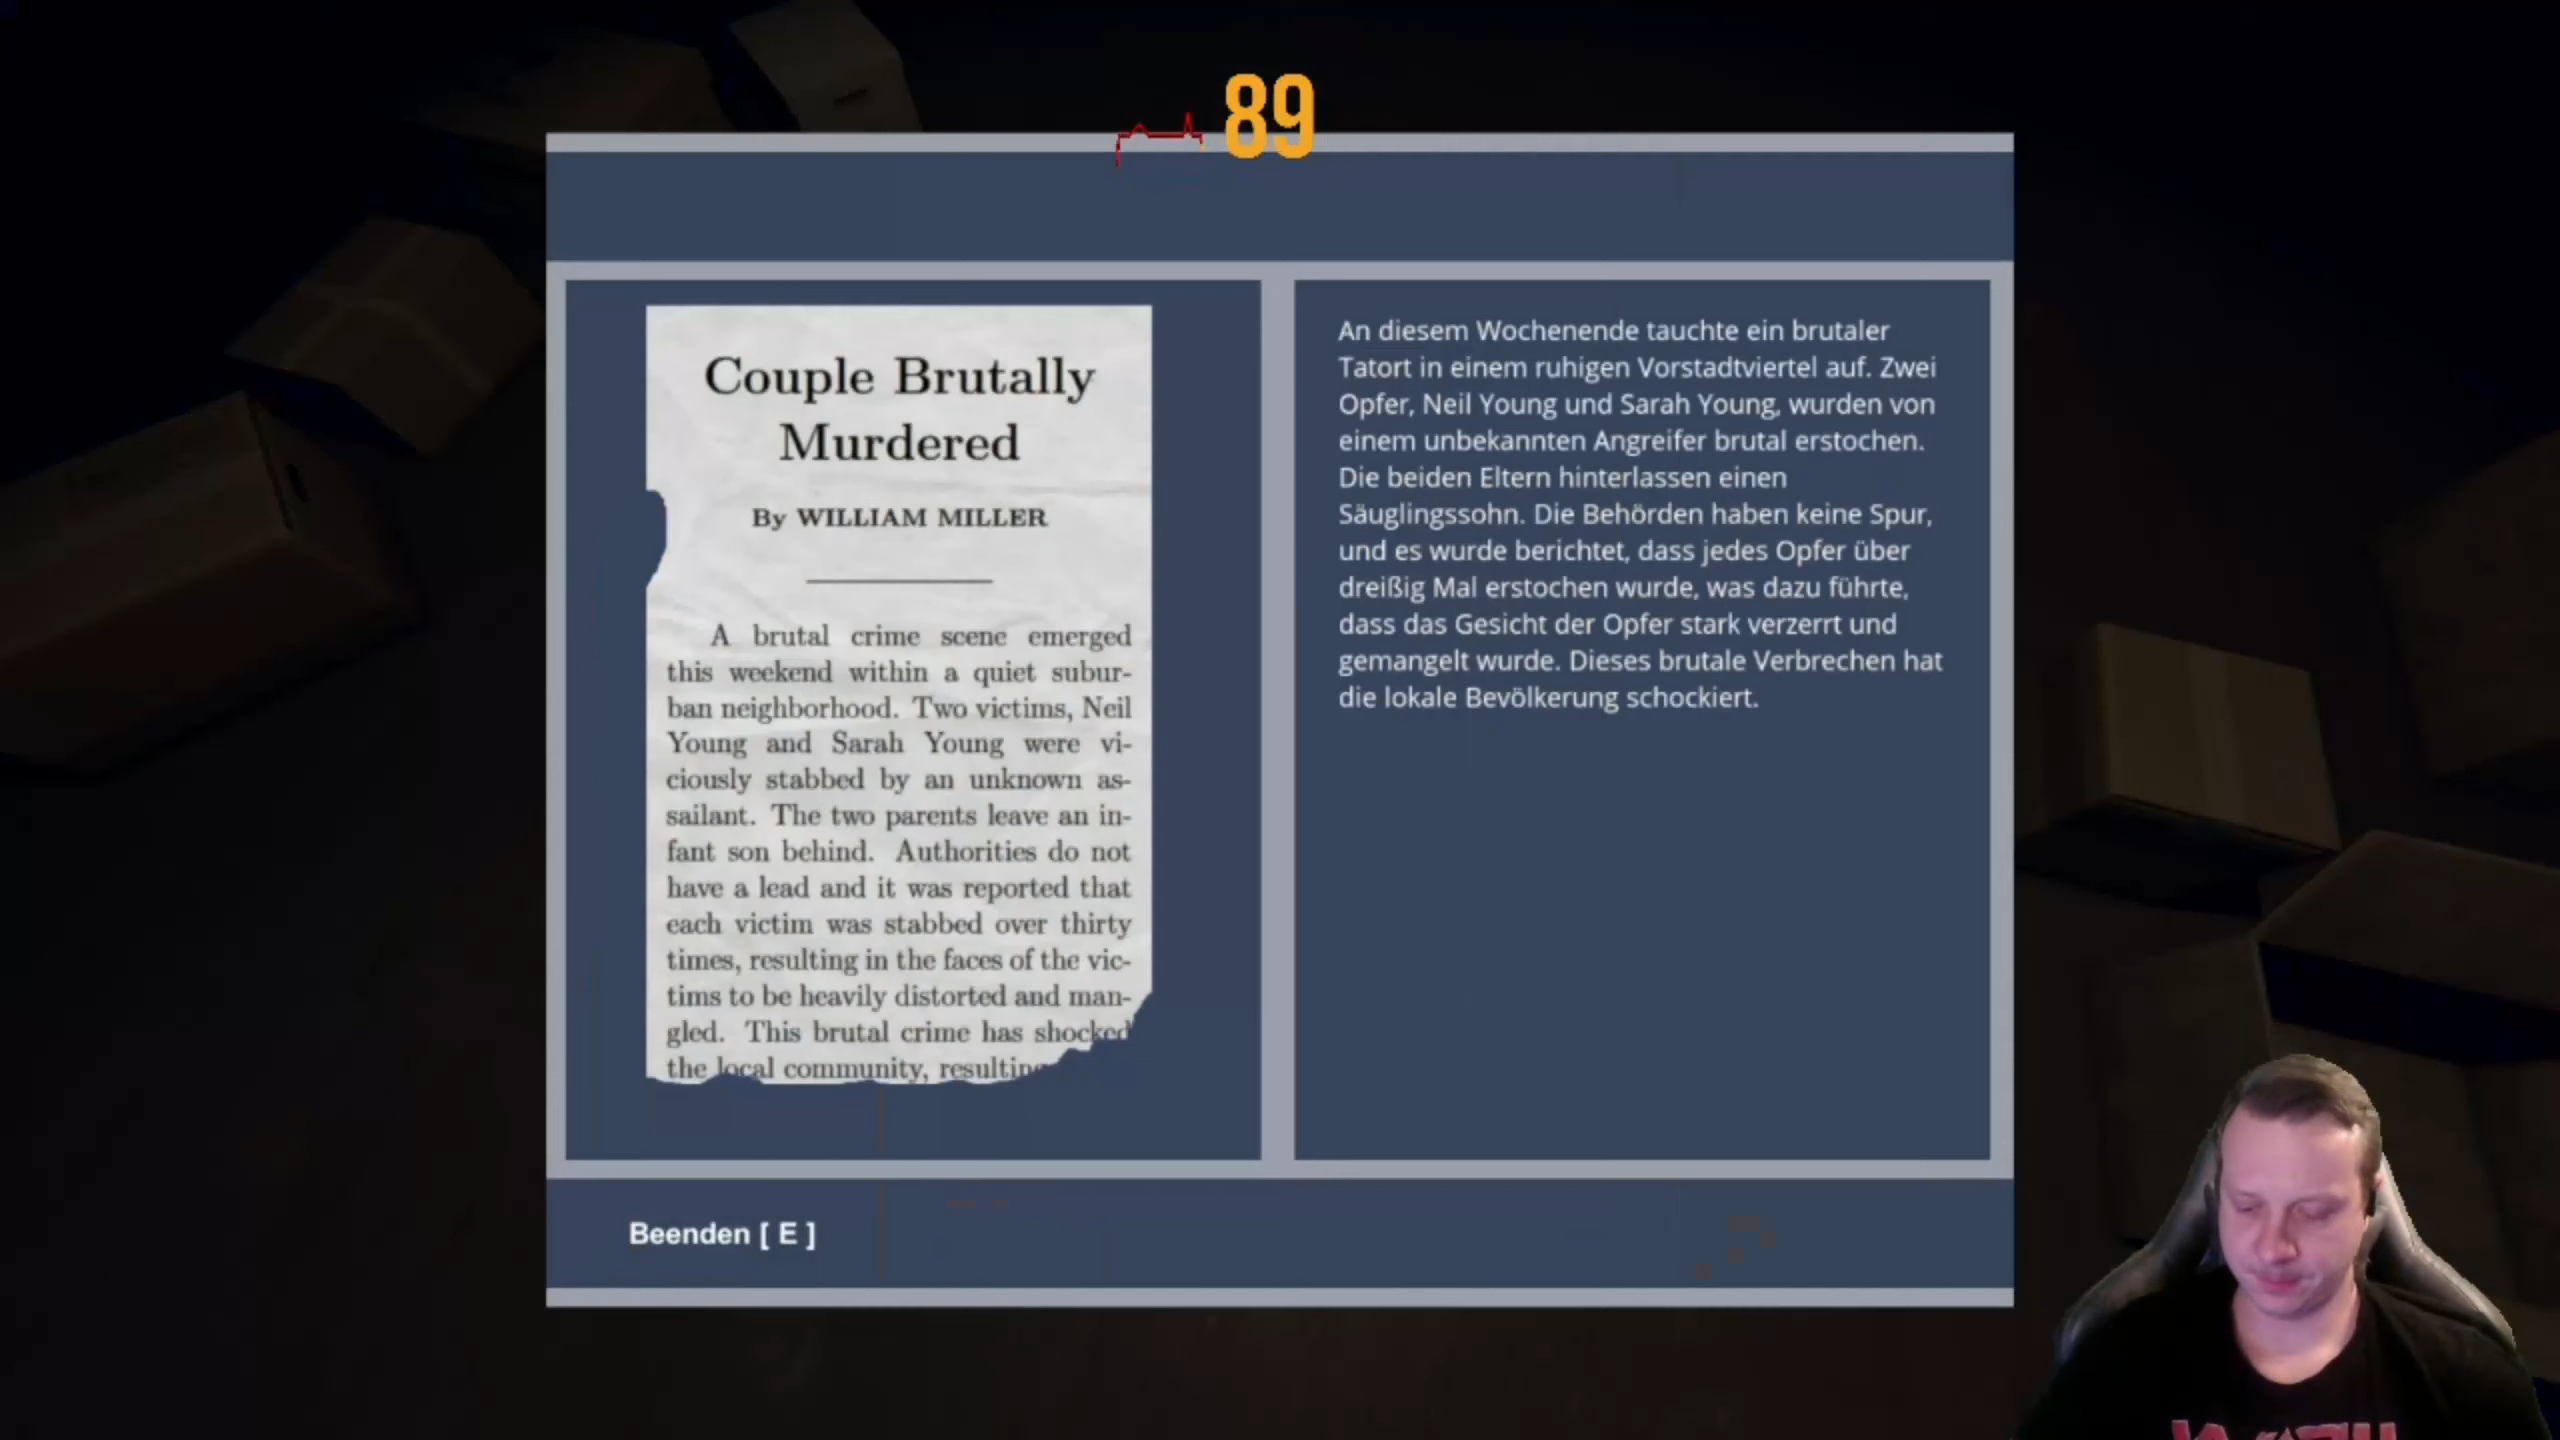 89
Couple Brutally
Murdered
By WILLIAM MILLER
A brutal crime scene emerged
this weekend within a quiet subur-
ban neighborhood. Two victims, Neil
Young and Sarah Young were vi-
ciously stabbed by an unknown as-
sailant. The two parents leave an in-
fant son behind. Authorities do not
have a lead and it was reported that
each victim was stabbed over thirty
times, resulting in the faces of the vic-
tims to be heavily distorted and man-
gled. This brutal crime has shocked
the local community, resulting
An diesem Wochenende tauchte ein brutaler
Tatort in einem ruhigen Vorstadtviertel auf. Zwei
Opfer, Neil Young und Sarah Young, wurden von
einem unbekannten Angreifer brutal erstochen.
Die beiden Eltern hinterlassen einen
Säuglingssohn. Die Behörden haben keine Spur,
und es wurde berichtet, dass jedes Opfer über
dreißig Mal erstochen wurde, was dazu führte,
dass das Gesicht der Opfer stark verzerrt und
gemangelt wurde. Dieses brutale Verbrechen hat
die lokale Bevölkerung schockiert.
Beenden [ E ]